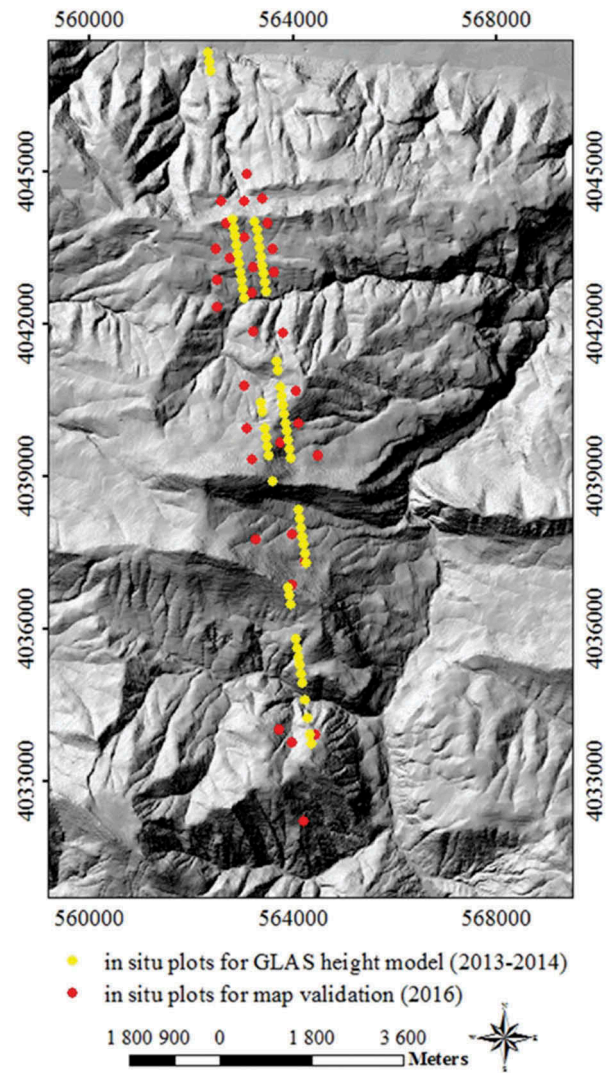 560000 564000 568000
4045000 4045000
4042000 4042000
4039000 4039000
4036000 4036000
4033000 4033000
560000 564000 568000
in situ plots for GLAS height model (2013-2014)
in situ plots for map validation (2016)
N
W E
S
1 800 900 0 1 800 3 600
Meters